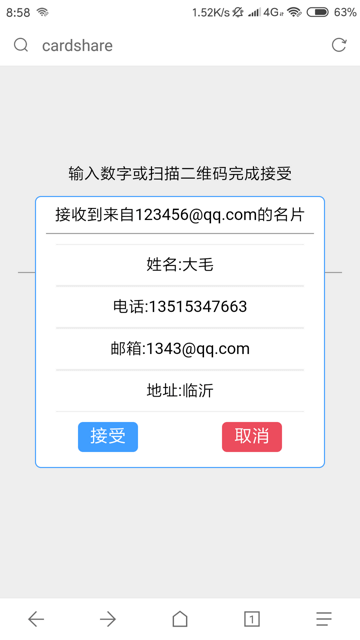 8:58 1.52K/s 4G 63%
cardshare
输入数字或扫描二维码完成接受
接收到来自123456@qq.com的名片
姓名:大毛
电话:13515347663
邮箱:1343@qq.com
地址:临沂
接受 取消
1